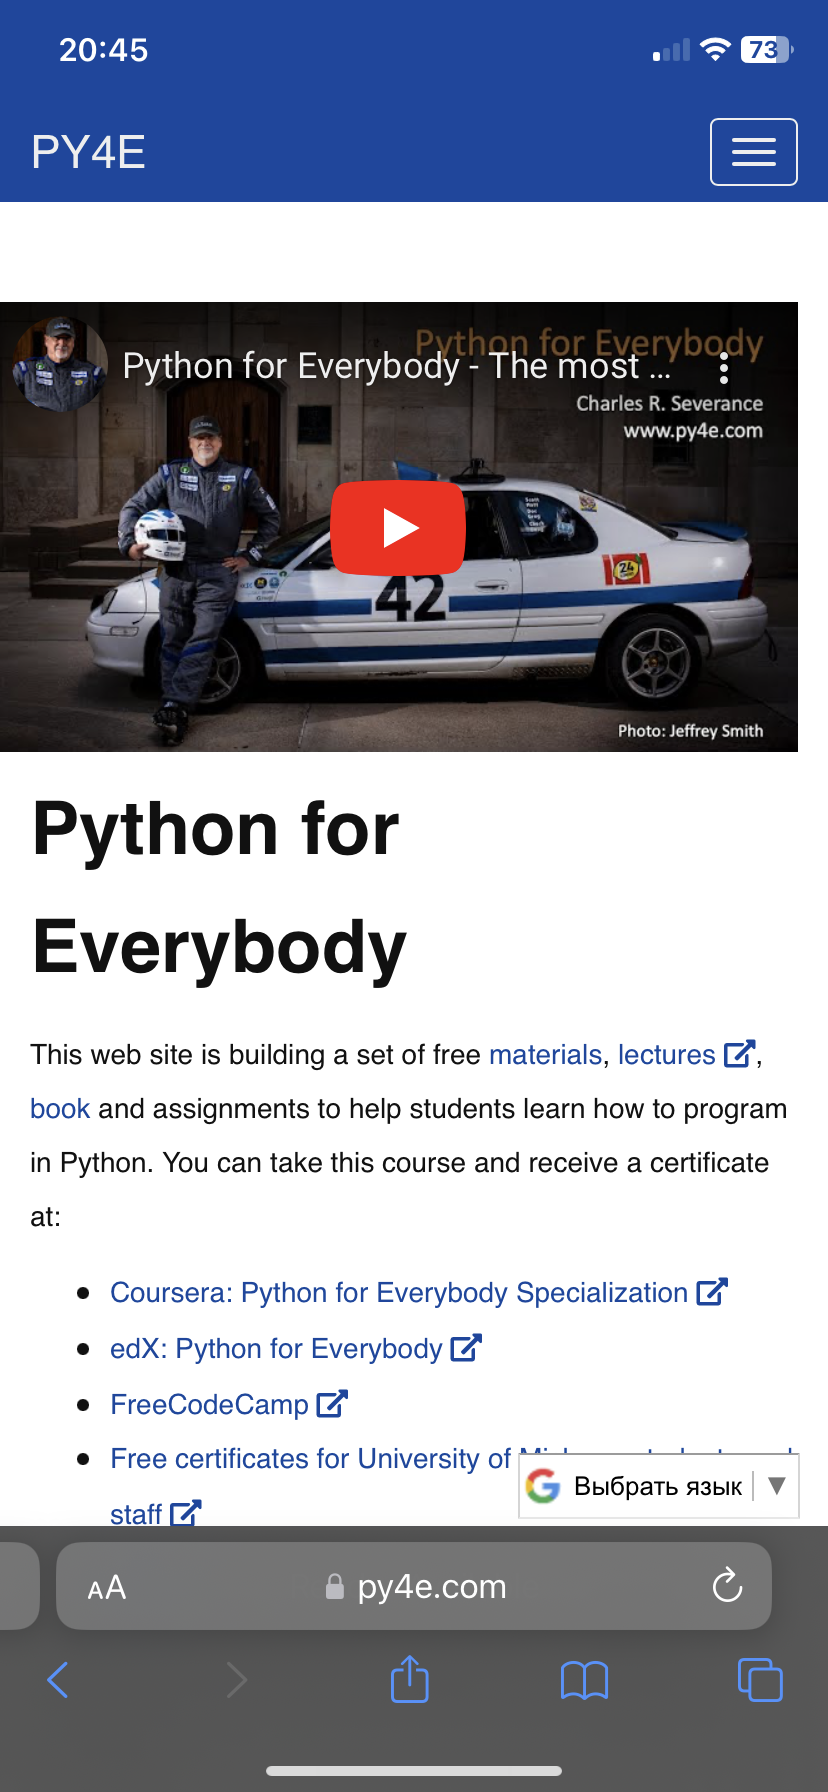 20:45
73
PY4E
Python for Everybody
Python for Everybody - The most ...
Charles R. Severance
www.py4e.com
24
42
Photo: Jeffrey Smith
Python for
Everybody
This web site is building a set of free materials, lectures,
book and assignments to help students learn how to program
in Python. You can take this course and receive a certificate
at:
Coursera: Python for Everybody Specialization
edX: Python for Everybody
FreeCodeCamp
Free certificates for University of
staff
Выбрать язык ▼
AA
py4e.com